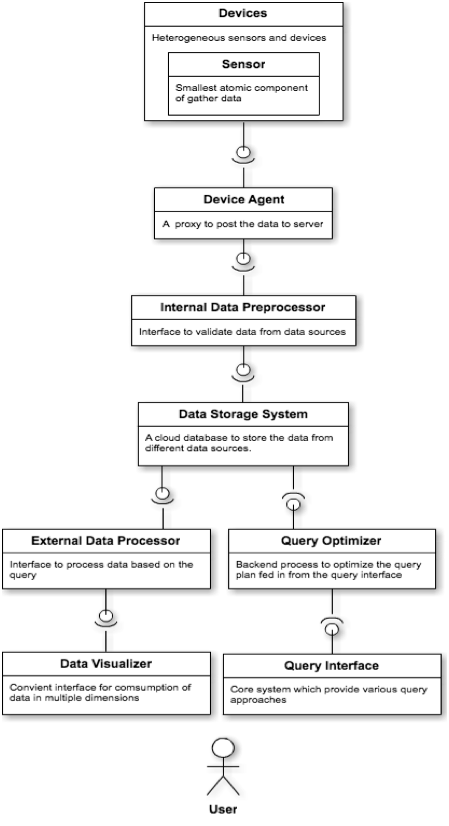 Devices
Heterogeneous sensors and devices
Sensor
Smallest atomic component
of gather data
Device Agent
A proxy to post the data to server
Internal Data Preprocessor
Interface to validate data from data sources
Data Storage System
A cloud database to store the data from
different data sources.
External Data Processor
Interface to process data based on the
query
Query Optimizer
Backend process to optimize the query
plan fed in from the query interface
Data Visualizer
Convient interface for comsumption of
data in multiple dimensions
Query Interface
Core system which provide various query
approaches
User